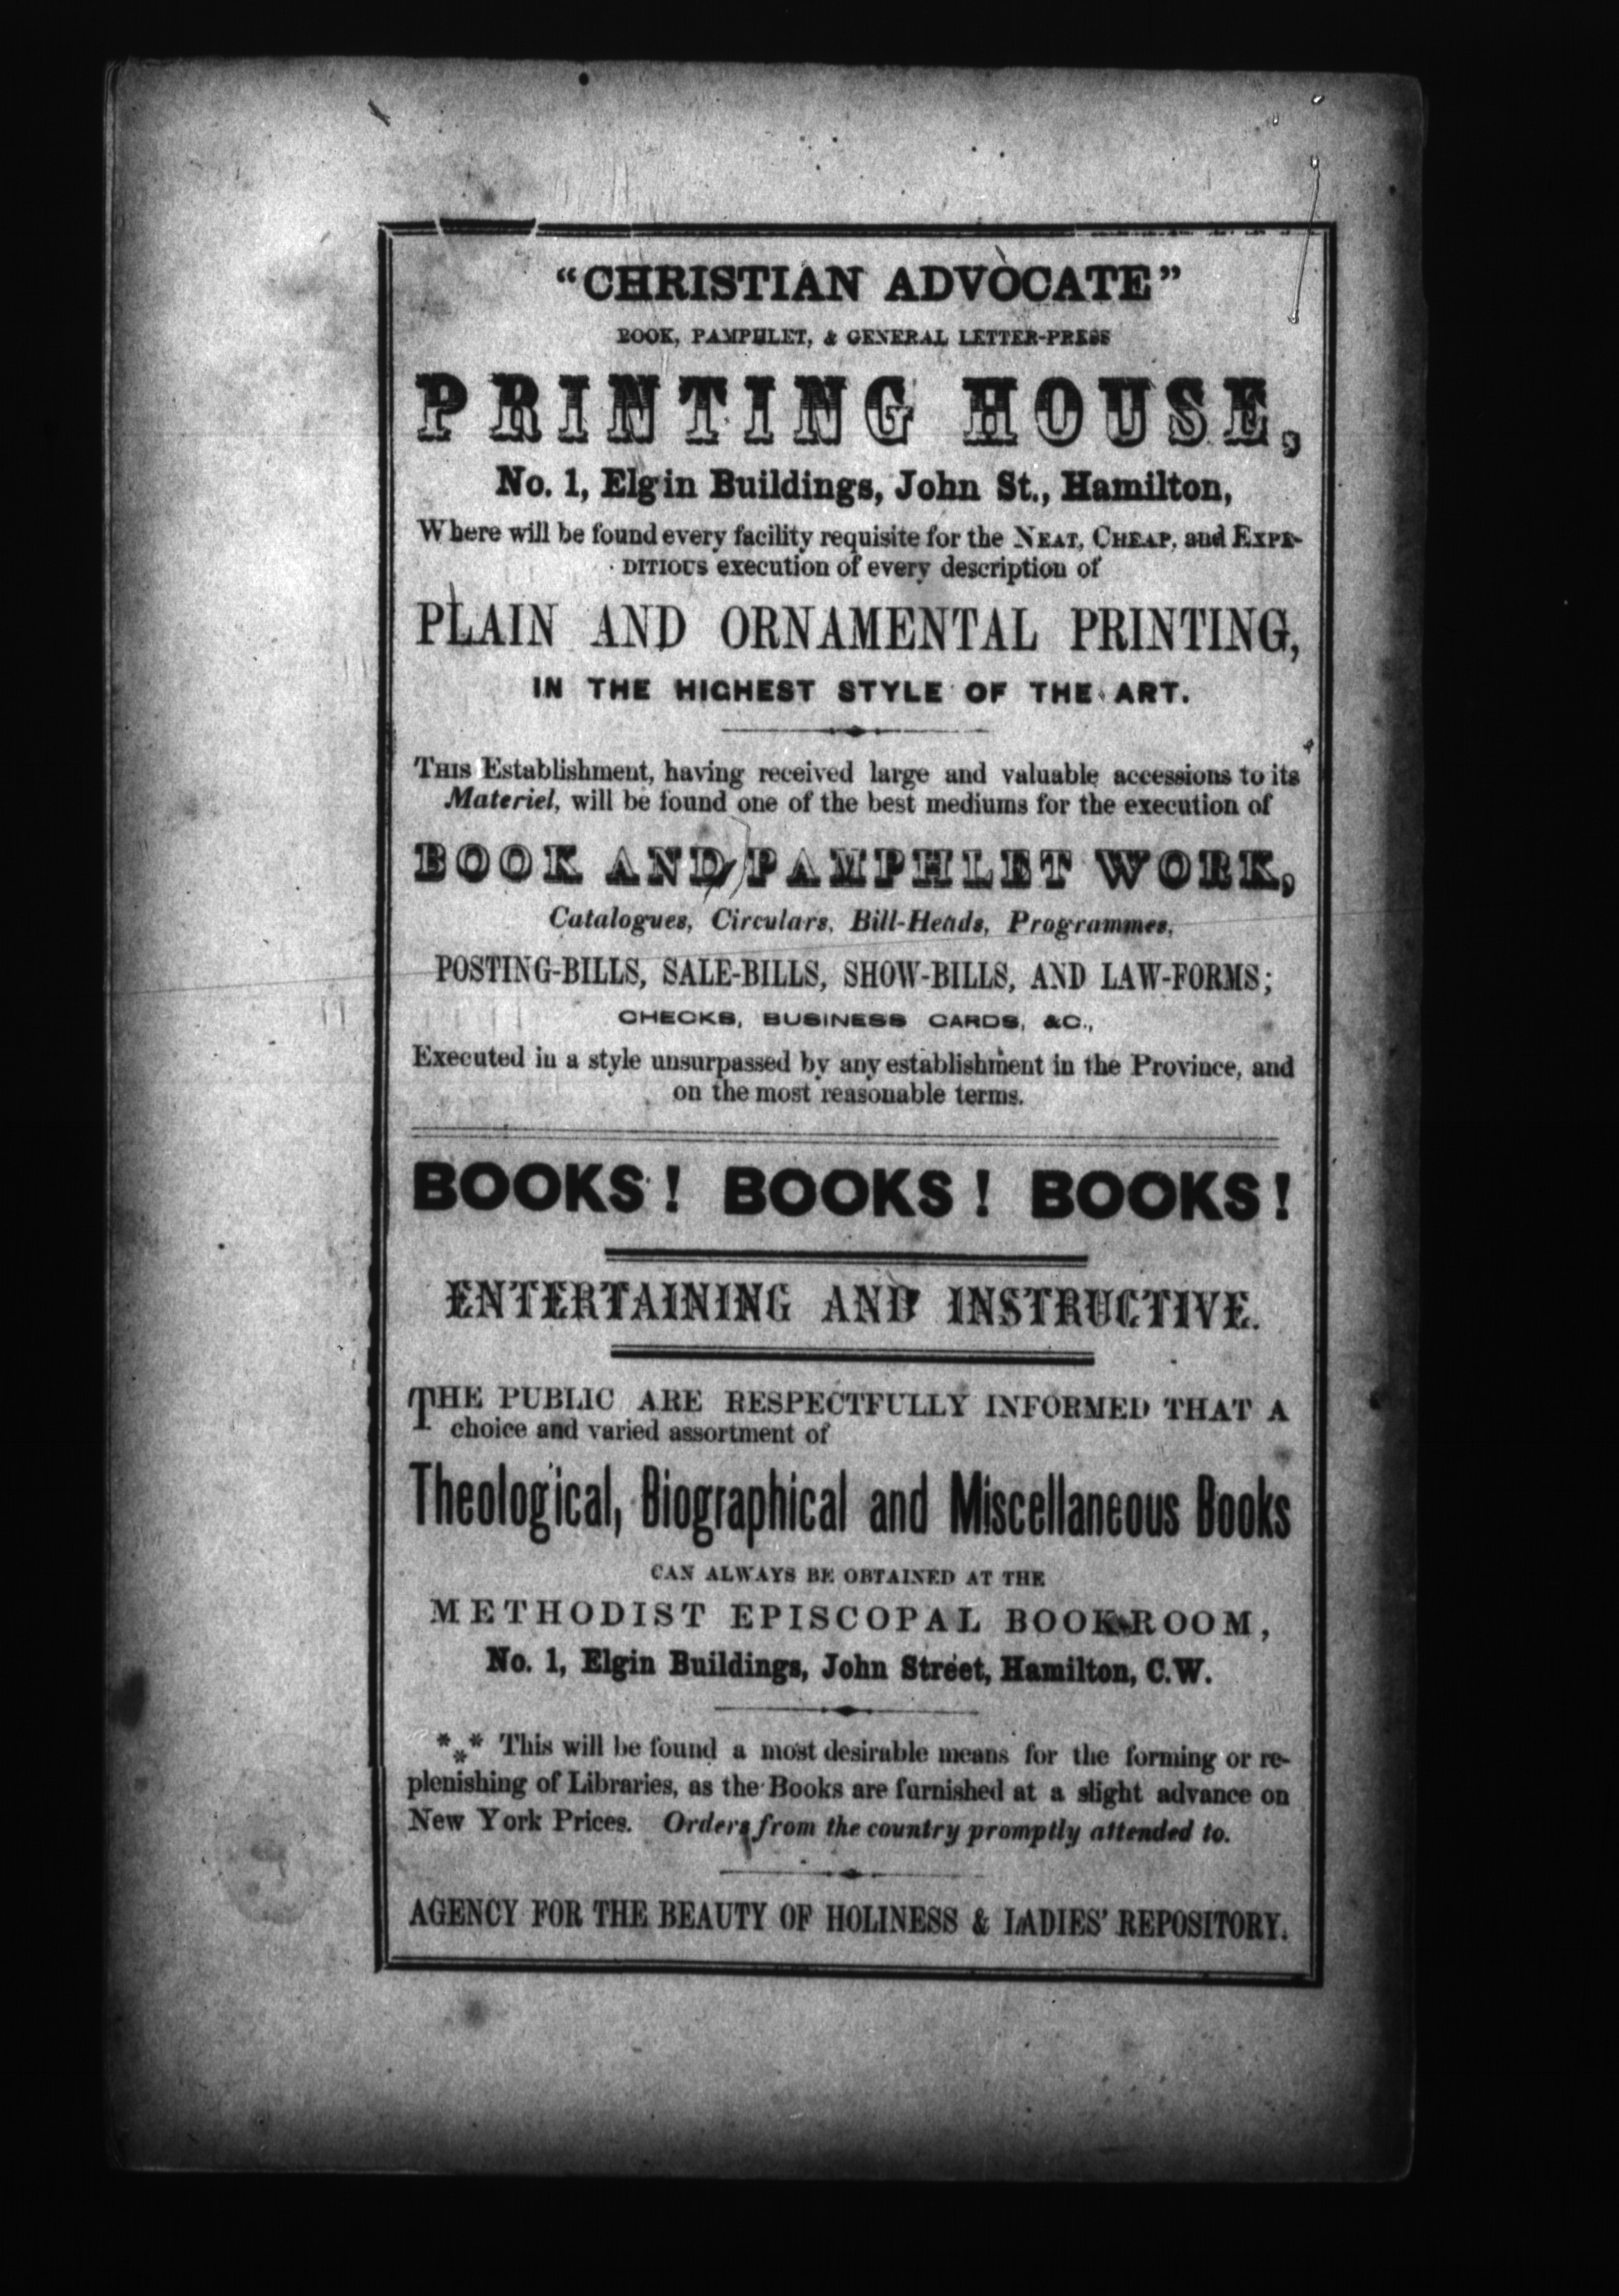 “CHRISTIAN ADVOCATE”
BOOK, PAMPHLET, & GENERAL LETTER-PRESS
PRINTING HOUSE,
No. 1, Elgin Buildings, John St., Hamilton,
Where will be found every facility requisite for the NEAT, CHEAP, and EXPE-
DITIOUS execution of every description of
PLAIN AND ORNAMENTAL PRINTING,
IN THE HIGHEST STYLE OF THE ART.
THIS Establishment, having received large and valuable accessions to its
Materiel, will be found one of the best mediums for the execution of
BOOK AND PAMPHLET WORK,
Catalogues, Circulars, Bill-Heads, Programmes,
POSTING-BILLS, SALE-BILLS, SHOW-BILLS, AND LAW-FORMS;
CHECKS, BUSINESS CARDS, &C.,
Executed in a style unsurpassed by any establishment in the Province, and
on the most reasonable terms.
BOOKS! BOOKS! BOOKS!
ENTERTAINING AND INSTRUCTIVE.
THE PUBLIC ARE RESPECTFULLY INFORMED THAT A
choice and varied assortment of
Theological, Biographical and Miscellaneous Books
CAN ALWAYS BE OBTAINED AT THE
METHODIST EPISCOPAL BOOK-ROOM,
No. 1, Elgin Buildings, John Street, Hamilton, C.W.
*** This will be found a most desirable means for the forming or re-
plenishing of Libraries, as the Books are furnished at a slight advance on
New York Prices. Orders from the country promptly attended to.
AGENCY FOR THE BEAUTY OF HOLINESS & LADIES’ REPOSITORY.